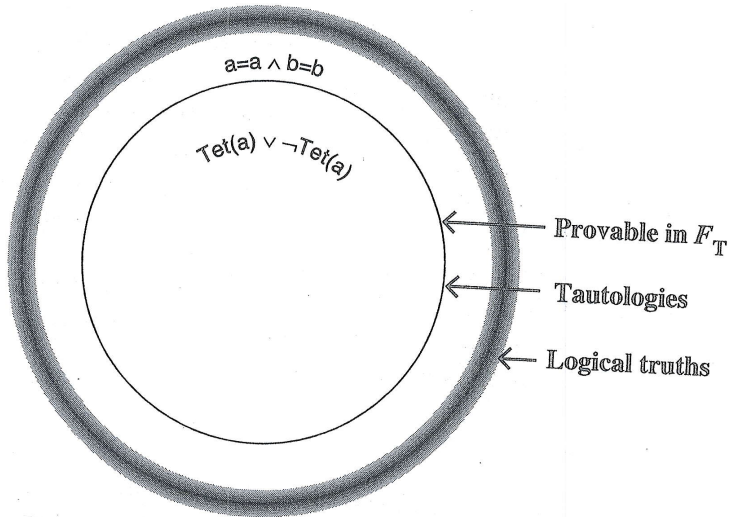 a=a ∧ b=b
Tet(a) ∨ ¬Tet(a)
Provable in F_T
Tautologies
Logical truths